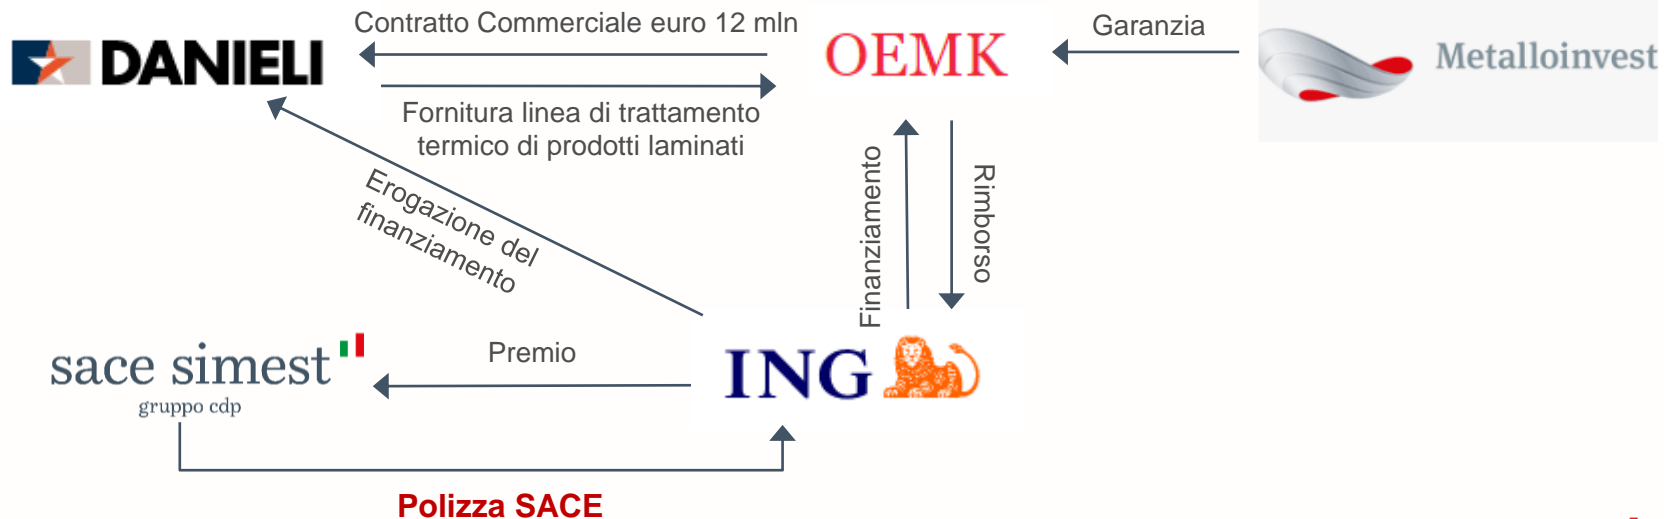 Contratto Commerciale euro 12 mln
DANIELI
OEMK
Garanzia
Metalloinvest
Fornitura linea di trattamento
termico di prodotti laminati
Erogazione del
finanziamento
Finanziamento
Rimborso
sace simest
gruppo cdp
Premio
ING
Polizza SACE